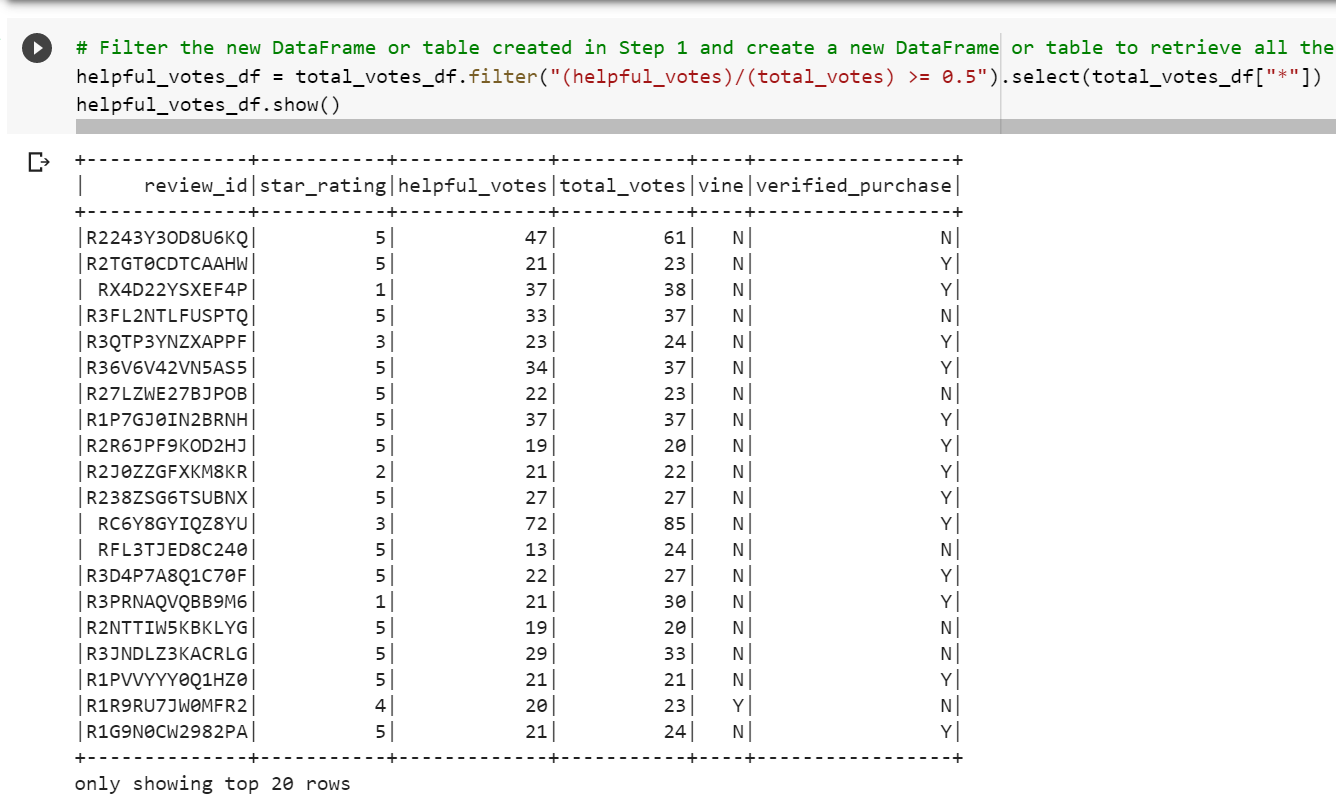 # Filter the new DataFrame or table created in Step 1 and create a new DataFrame or table to retrieve all the
helpful_votes_df = total_votes_df.filter("(helpful_votes)/(total_votes) >= 0.5").select(total_votes_df["*"])
helpful_votes_df.show()
+--------------+-----------+-------------+-----------+----+-----------------+
|     review_id|star_rating|helpful_votes|total_votes|vine|verified_purchase|
+--------------+-----------+-------------+-----------+----+-----------------+
|R2243Y3OD8U6KQ|          5|           47|         61|   N|                N|
|R2TGT0CDTCAAHW|          5|           21|         23|   N|                Y|
| RX4D22YSXEF4P|          1|           37|         38|   N|                Y|
|R3FL2NTLFUSPTQ|          5|           33|         37|   N|                N|
|R3QTP3YNZXAPPF|          3|           23|         24|   N|                Y|
|R36V6V42VN5AS5|          5|           34|         37|   N|                Y|
|R27LZWE27BJPOB|          5|           22|         23|   N|                N|
|R1P7GJ0IN2BRNH|          5|           37|         37|   N|                Y|
|R2R6JPF9KOD2HJ|          5|           19|         20|   N|                Y|
|R2J0ZZGFXKM8KR|          2|           21|         22|   N|                Y|
|R238ZSG6TSUBNX|          5|           27|         27|   N|                Y|
| RC6Y8GYIQZ8YU|          3|           72|         85|   N|                Y|
| RFL3TJED8C240|          5|           13|         24|   N|                N|
|R3D4P7A8Q1C70F|          5|           22|         27|   N|                Y|
|R3PRNAQVQBB9M6|          1|           21|         30|   N|                Y|
|R2NTTIW5KBKLYG|          5|           19|         20|   N|                N|
|R3JNDLZ3KACRLG|          5|           29|         33|   N|                N|
|R1PVVYYY0Q1HZ0|          5|           21|         21|   N|                Y|
|R1R9RU7JW0MFR2|          4|           20|         23|   Y|                N|
|R1G9N0CW2982PA|          5|           21|         24|   N|                Y|
+--------------+-----------+-------------+-----------+----+-----------------+
only showing top 20 rows